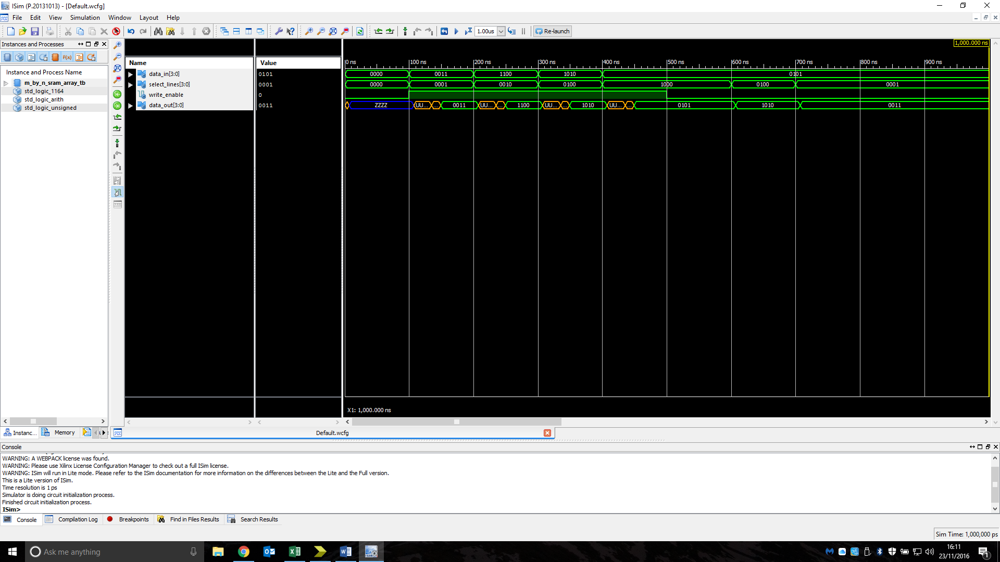 ISim (P.20131013) - [Default.wcfg]
File Edit View Simulation Window Layout Help
1.00us Re-launch
Instances and Processes
1,000.000 ns
Instance and Process Name
m_by_n_sram_array_tb
std_logic_1164
std_logic_arith
std_logic_unsigned
Name Value
0 ns 100 ns 200 ns 300 ns 400 ns 500 ns 600 ns 700 ns 800 ns 900 ns
data_in[3:0] 0101 0000 0011 1100 1010 0101
select_lines[3:0] 0001 0000 0001 0010 0100 1000 0100 0001
write_enable 0
data_out[3:0] 0011 ZZZZ UU... ... 0011 UU... ... 1100 UU... ... 1010 UU... ... 0101 1010 0011
X1: 1,000.000 ns
Instanc... Memory
Default.wcfg
Console
WARNING: A WEBPACK license was found.
WARNING: Please use Xilinx License Configuration Manager to check out a full ISim license.
WARNING: ISim will run in Lite mode. Please refer to the ISim documentation for more information on the differences between the Lite and the Full version.
This is a Lite version of ISim.
Time resolution is 1 ps
Simulator is doing circuit initialization process.
Finished circuit initialization process.
ISim>
Console Compilation Log Breakpoints Find in Files Results Search Results
Sim Time: 1,000,000 ps
Ask me anything
16:11
23/11/2016